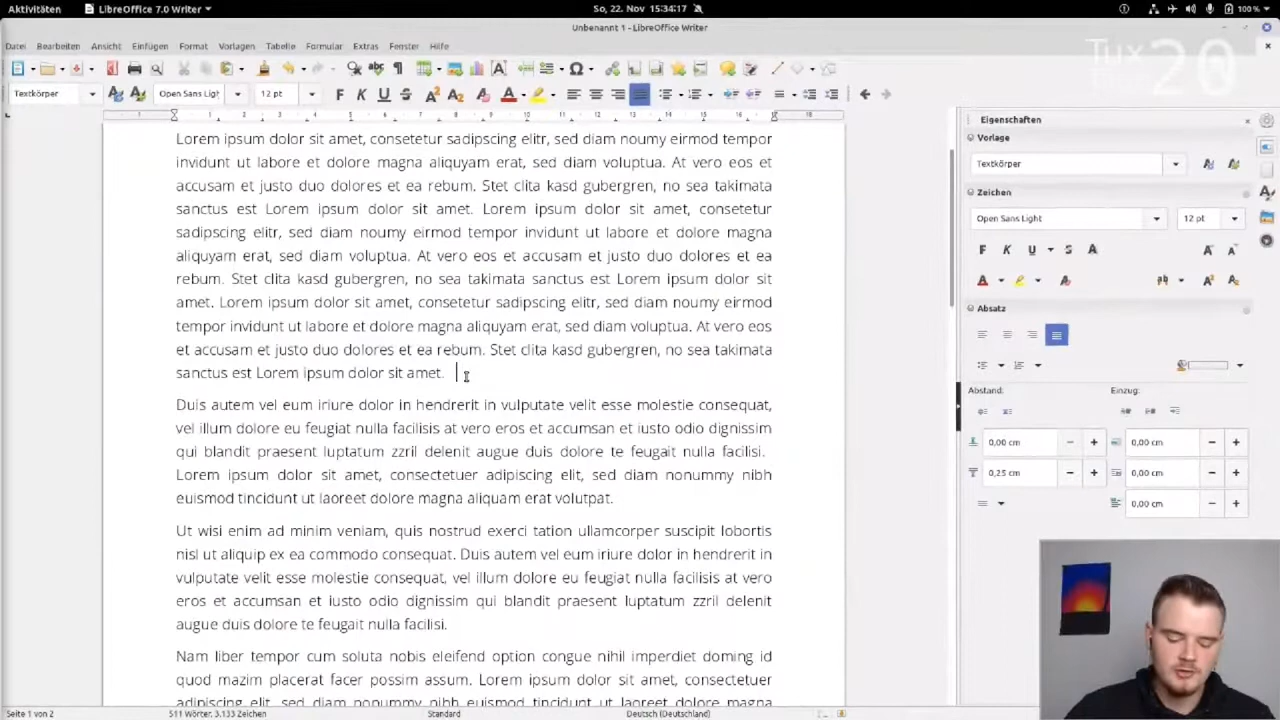 Aktivitäten
LibreOffice 7.0 Writer
So, 22. Nov 15:34:17
100 %
Unbenannt 1 - LibreOffice Writer
Datei Bearbeiten Ansicht Einfügen Format Vorlagen Tabelle Formular Extras Fenster Hilfe
Tux
20
Textkörper
Open Sans Ligt
12 pt
Lorem ipsum dolor sit amet, consetetur sadipscing elitr, sed diam noumy eirmod tempor
invidunt ut labore et dolore magna aliquyam erat, sed diam voluptua. At vero eos et
accusam et justo duo dolores et ea rebum. Stet clita kasd gubergren, no sea takimata
sanctus est Lorem ipsum dolor sit amet. Lorem ipsum dolor sit amet, consetetur
sadipscing elitr, sed diam noumy eirmod tempor invidunt ut labore et dolore magna
aliquyam erat, sed diam voluptua. At vero eos et accusam et justo duo dolores et ea
rebum. Stet clita kasd gubergren, no sea takimata sanctus est Lorem ipsum dolor sit
amet. Lorem ipsum dolor sit amet, consetetur sadipscing elitr, sed diam noumy eirmod
tempor invidunt ut labore et dolore magna aliquyam erat, sed diam voluptua. At vero eos
et accusam et justo duo dolores et ea rebum. Stet clita kasd gubergren, no sea takimata
sanctus est Lorem ipsum dolor sit amet.
Duis autem vel eum iriure dolor in hendrerit in vulputate velit esse molestie consequat,
vel illum dolore eu feugiat nulla facilisis at vero eros et accumsan et iusto odio dignissim
qui blandit praesent luptatum zzril delenit augue duis dolore te feugait nulla facilisi.
Lorem ipsum dolor sit amet, consectetuer adipiscing elit, sed diam nonummy nibh
euismod tincidunt ut laoreet dolore magna aliquam erat volutpat.
Ut wisi enim ad minim veniam, quis nostrud exerci tation ullamcorper suscipit lobortis
nisl ut aliquip ex ea commodo consequat. Duis autem vel eum iriure dolor in hendrerit in
vulputate velit esse molestie consequat, vel illum dolore eu feugiat nulla facilisis at vero
eros et accumsan et iusto odio dignissim qui blandit praesent luptatum zzril delenit
augue duis dolore te feugait nulla facilisi.
Nam liber tempor cum soluta nobis eleifend option congue nihil imperdiet doming id
quod mazim placerat facer possim assum. Lorem ipsum dolor sit amet, consectetuer
adipiscing elit, sed diam nonummy nibh euismod tincidunt ut laoreet dolore magna
Eigenschaften
Vorlage
Textkörper
Zeichen
Open Sans Light
12 pt
Absatz
Abstand:
Einzug:
0,00 cm
0,00 cm
0,25 cm
0,00 cm
0,00 cm
Seite 1 von 2
511 Wörter, 3.133 Zeichen
Standard
Deutsch (Deutschland)